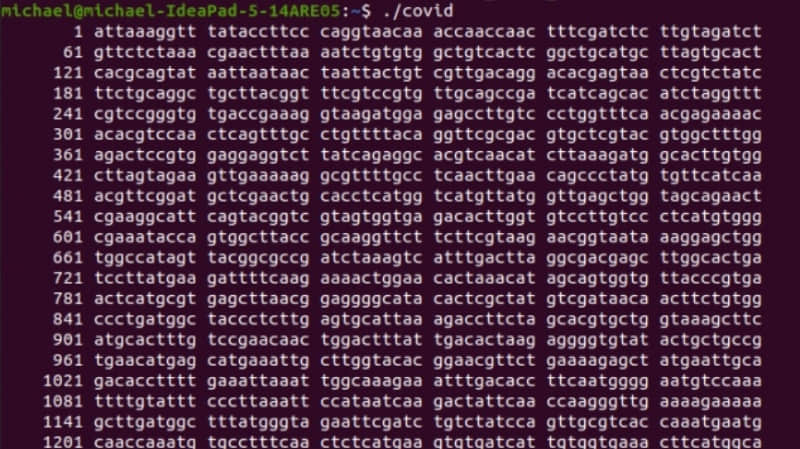 michael@michael-IdeaPad-5-14ARE05:~$ ./covid
1 attaaaggtt tataccttcc caggtaacaa accaaccaac tttcgatctc ttgtagatct
61 gttctctaaa cgaactttaa aatctgtgtg gctgtcactc ggctgcatgc ttagtgcact
121 cacgcagtat aattaataac taattactgt cgttgacagg acacgagtaa ctcgtctatc
181 ttctgcaggc tgcttacggt ttcgtccgtg ttgcagccga tcatcagcac atctaggttt
241 cgtccgggtg tgaccgaaag gtaagatgga gagccttgtc cctggtttca acgagaaaac
301 acacgtccaa ctcagtttgc ctgttttaca ggttcgcgac gtgctcgtac gtggctttgg
361 agactccgtg gaggaggtct tatcagaggc acgtcaacat cttaaagatg gcacttgtgg
421 cttagtagaa gttgaaaaag gcgttttgcc tcaacttgaa cagccctatg tgttcatcaa
481 acgttcggat gctcgaactg cacctcatgg tcatgttatg gttgagctgg tagcagaact
541 cgaaggcatt cagtacggtc gtagtggtga gacacttggt gtccttgtcc ctcatgtggg
601 cgaaatacca gtggcttacc gcaaggttct tcttcgtaag aacggtaata aaggagctgg
661 tggccatagt tacggcgccg atctaaagtc atttgactta ggcgacgagc ttggcactga
721 tccttatgaa gattttcaag aaaactggaa cactaaacat agcagtggtg ttacccgtga
781 actcatgcgt gagcttaacg gaggggcata cactcgctat gtcgataaca acttctgtgg
841 ccctgatggc taccctcttg agtgcattaa agaccttcta gcacgtgctg gtaaagcttc
901 atgcactttg tccgaacaac tggactttat tgacactaag aggggtgtat actgctgccg
961 tgaacatgag catgaaattg cttggtacac ggaacgttct gaaaagagct atgaattgca
1021 gacacctttt gaaattaaat tggcaaagaa atttgacacc ttcaatgggg aatgtccaaa
1081 ttttgtattt cccttaaatt ccataatcaa gactattcaa ccaagggttg aaaagaaaaa
1141 gcttgatggc tttatgggta gaattcgatc tgtctatcca gttgcgtcac caaatgaatg
1201 caaccaaatg tgcctttcaa ctctcatgaa gtgtgatcat tgtggtgaaa cttcatggca